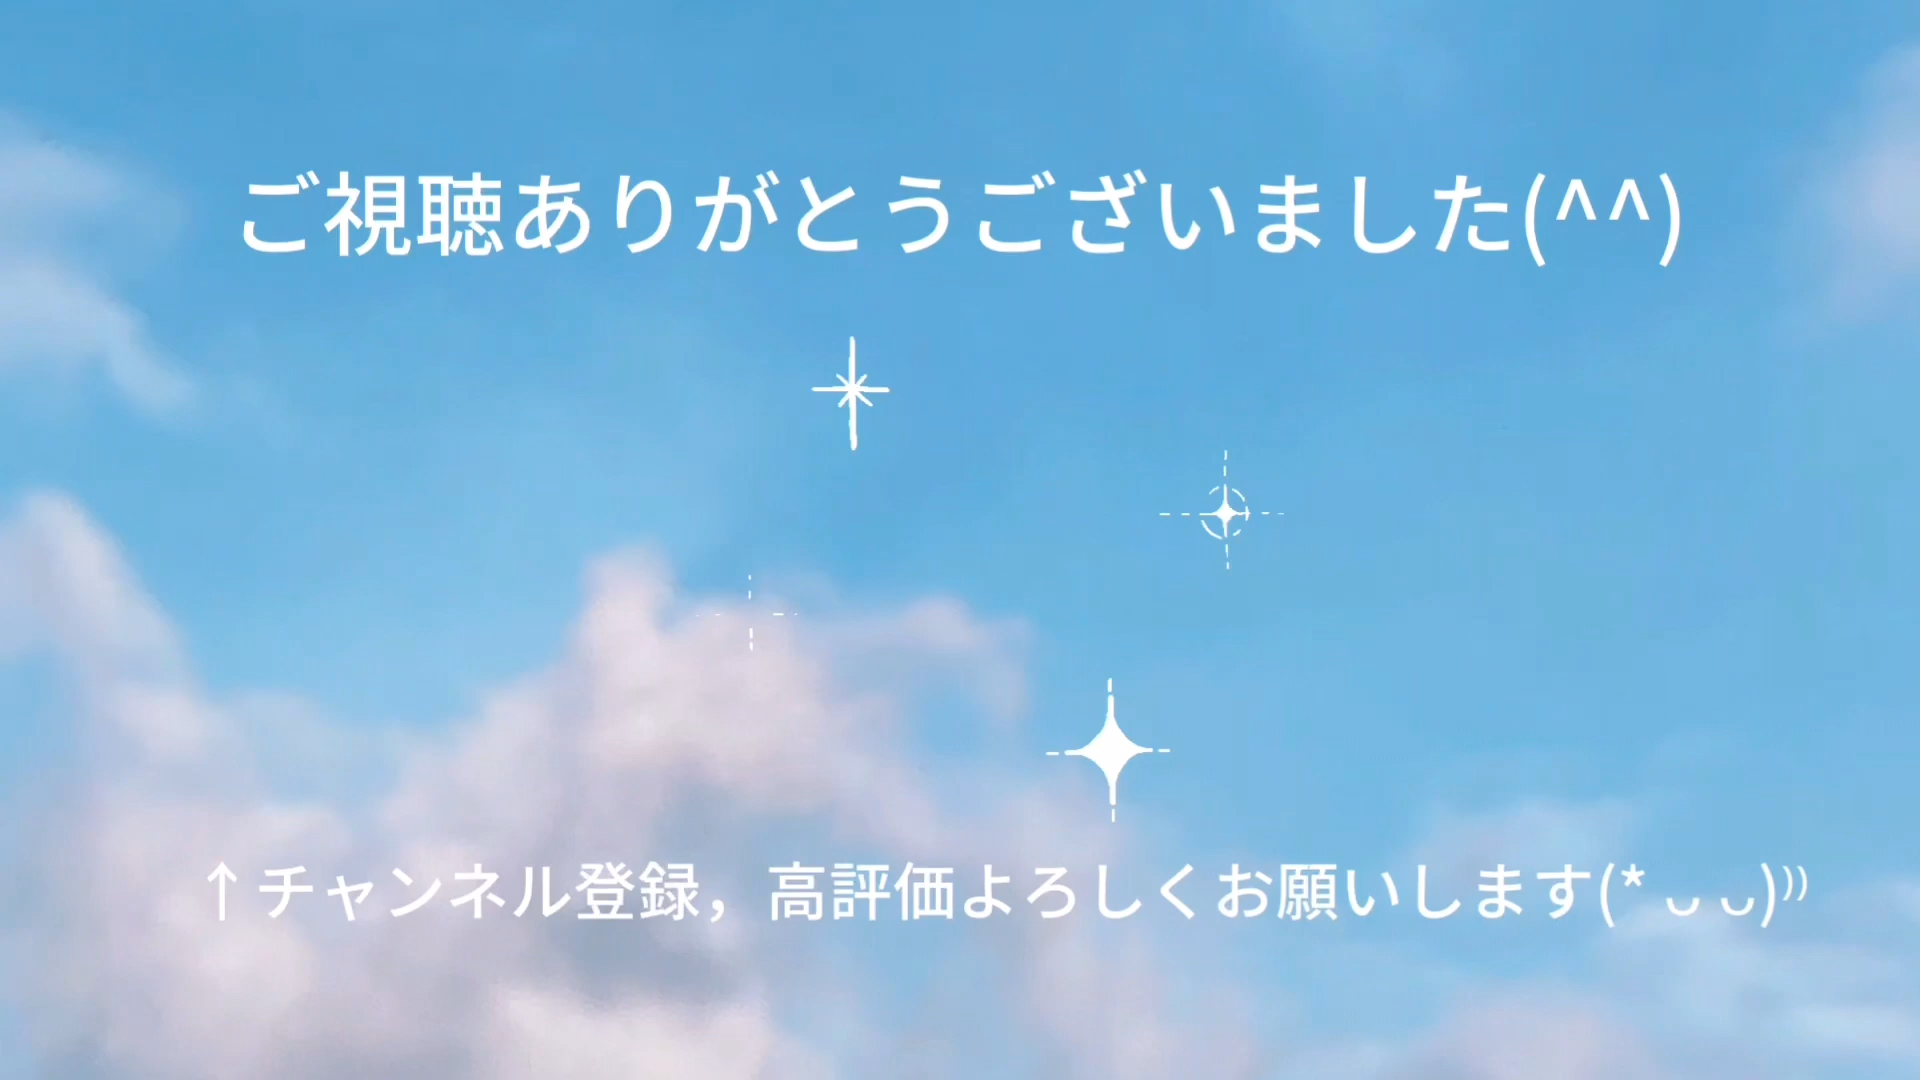 ご視聴ありがとうございました(^^)
↑チャンネル登録，高評価よろしくお願いします(* ᴗ ᴗ)⁾⁾